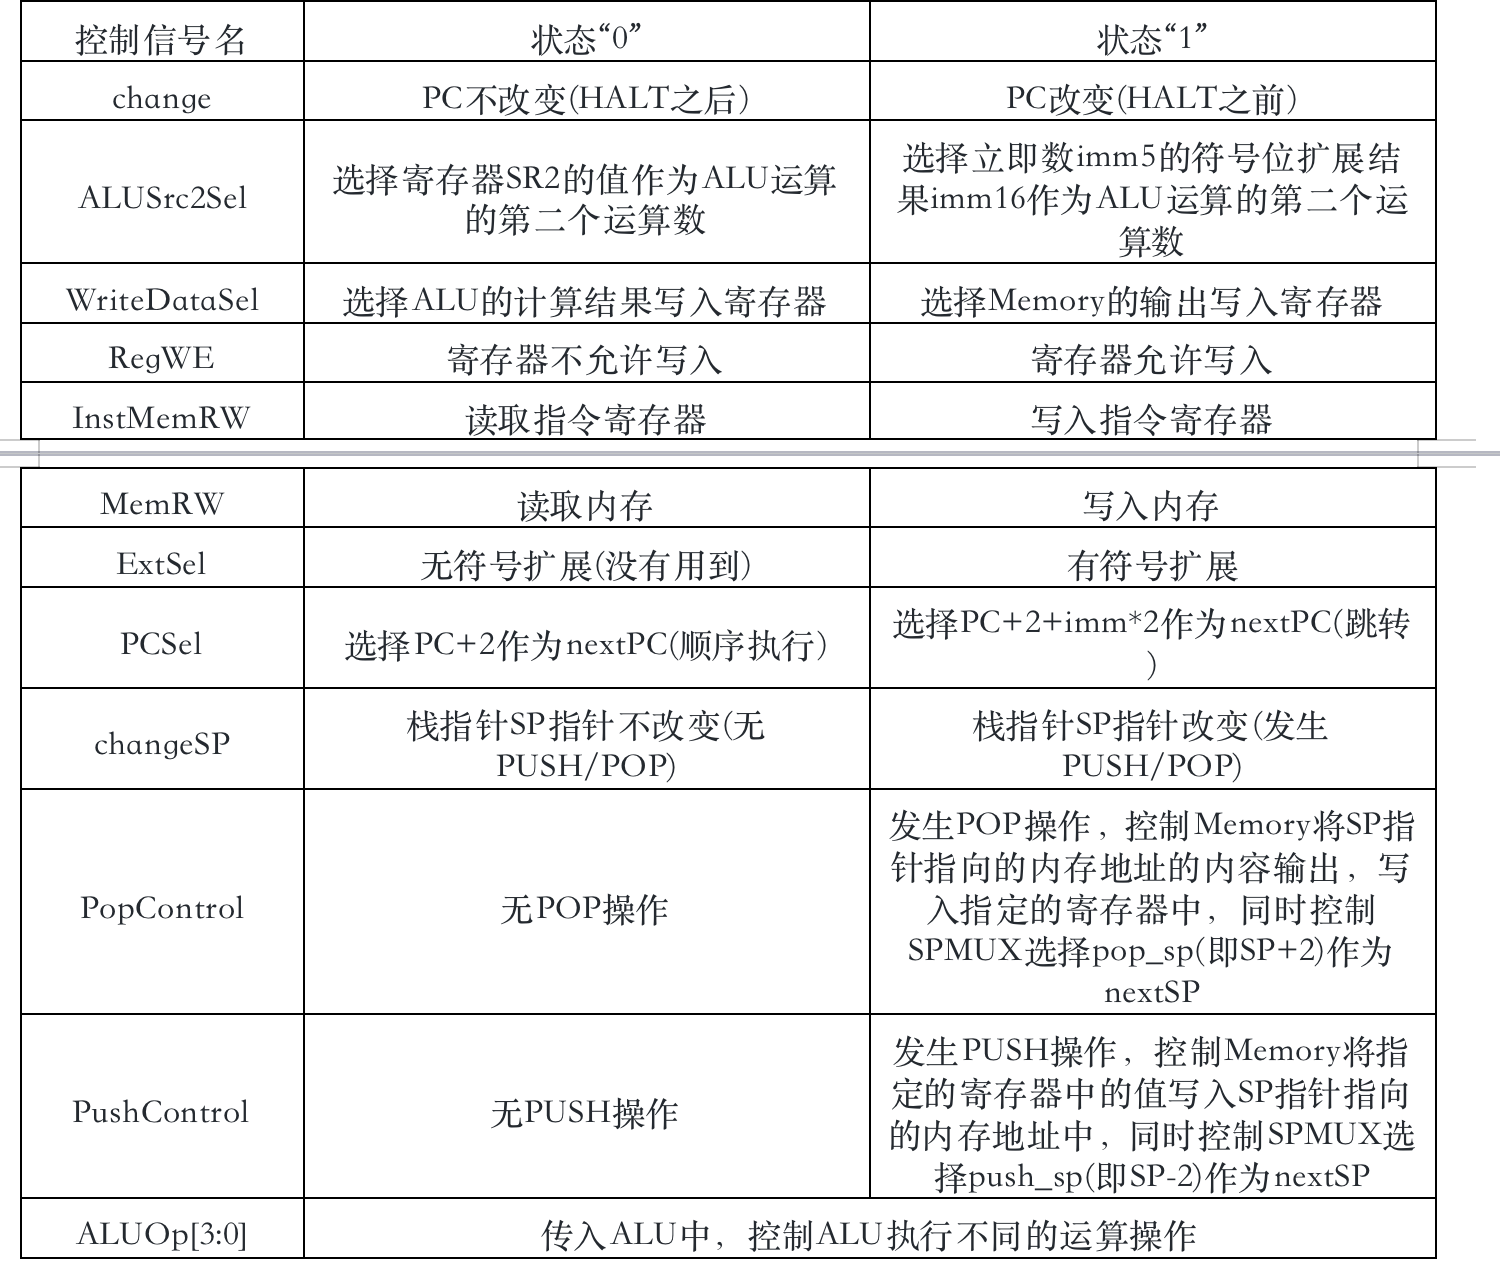 控制信号名 状态“0” 状态“1”
change PC不改变(HALT之后) PC改变(HALT之前)
ALUSrc2Sel
选择寄存器SR2的值作为ALU运算
的第二个运算数
选择立即数imm5的符号位扩展结
果imm16作为ALU运算的第二个运
算数
WriteDataSel 选择ALU的计算结果写入寄存器 选择Memory的输出写入寄存器
RegWE 寄存器不允许写入 寄存器允许写入
InstMemRW 读取指令寄存器 写入指令寄存器
MemRW 读取内存 写入内存
ExtSel 无符号扩展(没有用到) 有符号扩展
PCSel
选择PC+2作为nextPC(顺序执行)
选择PC+2+imm*2作为nextPC(跳转
)
changeSP
栈指针SP指针不改变(无
PUSH/POP)
栈指针SP指针改变(发生
PUSH/POP)
PopControl
无POP操作
发生POP操作，控制Memory将SP指
针指向的内存地址的内容输出，写
入指定的寄存器中，同时控制
SPMUX选择pop_sp(即SP+2)作为
nextSP
PushControl
无PUSH操作
发生PUSH操作，控制Memory将指
定的寄存器中的值写入SP指针指向
的内存地址中，同时控制SPMUX选
择push_sp(即SP-2)作为nextSP
ALUOp[3:0] 传入ALU中，控制ALU执行不同的运算操作